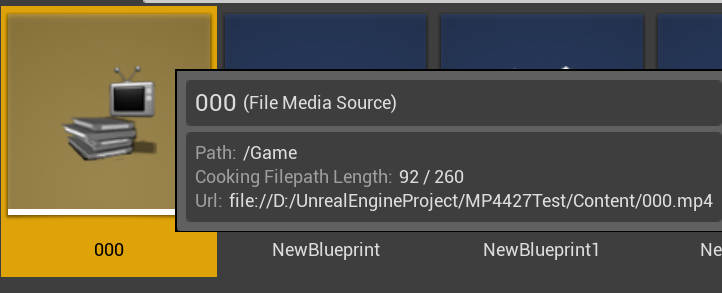 000 (File Media Source)
Path: /Game
Cooking Filepath Length: 92 / 260
Url: file://D:/UnrealEngineProject/MP4427Test/Content/000.mp4
000
NewBlueprint
NewBlueprint1
Ne